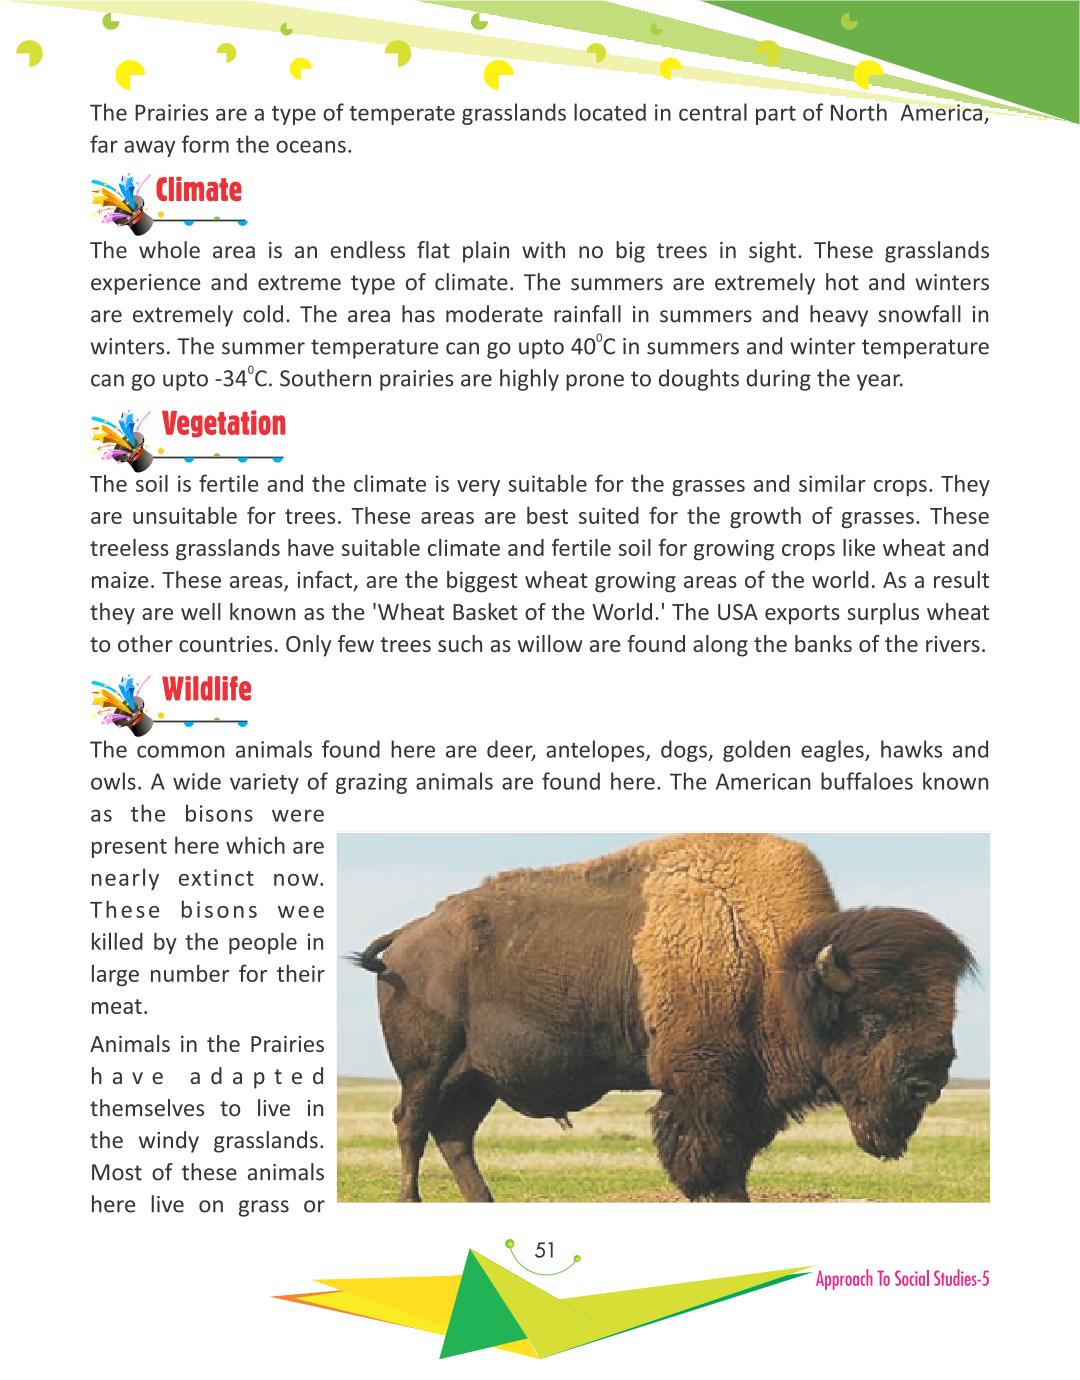 The Prairies are a type of temperate grasslands located in central part of North America,
far away form the oceans.
Climate
The whole area is an endless flat plain with no big trees in sight. These grasslands
experience and extreme type of climate. The summers are extremely hot and winters
are extremely cold. The area has moderate rainfall in summers and heavy snowfall in
winters. The summer temperature can go upto 40⁰C in summers and winter temperature
can go upto -34⁰C. Southern prairies are highly prone to doughts during the year.
Vegetation
The soil is fertile and the climate is very suitable for the grasses and similar crops. They
are unsuitable for trees. These areas are best suited for the growth of grasses. These
treeless grasslands have suitable climate and fertile soil for growing crops like wheat and
maize. These areas, infact, are the biggest wheat growing areas of the world. As a result
they are well known as the 'Wheat Basket of the World.' The USA exports surplus wheat
to other countries. Only few trees such as willow are found along the banks of the rivers.
Wildlife
The common animals found here are deer, antelopes, dogs, golden eagles, hawks and
owls. A wide variety of grazing animals are found here. The American buffaloes known
as the bisons were
present here which are
nearly extinct now.
These bisons wee
killed by the people in
large number for their
meat.
Animals in the Prairies
have adapted
themselves to live in
the windy grasslands.
Most of these animals
here live on grass or
51
Approach To Social Studies-5